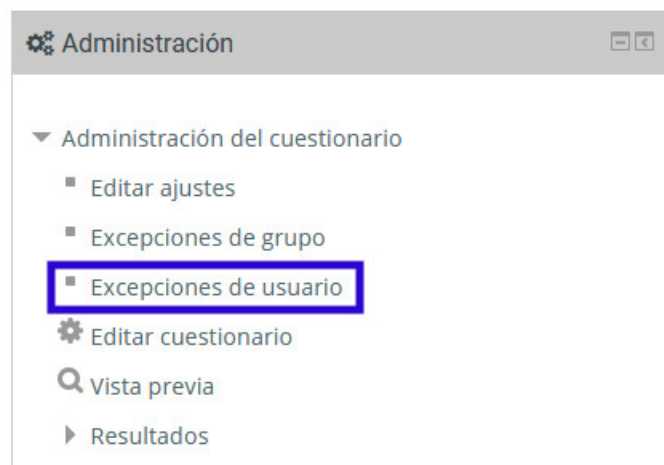 Administración
Administración del cuestionario
Editar ajustes
Excepciones de grupo
Excepciones de usuario
Editar cuestionario
Vista previa
Resultados